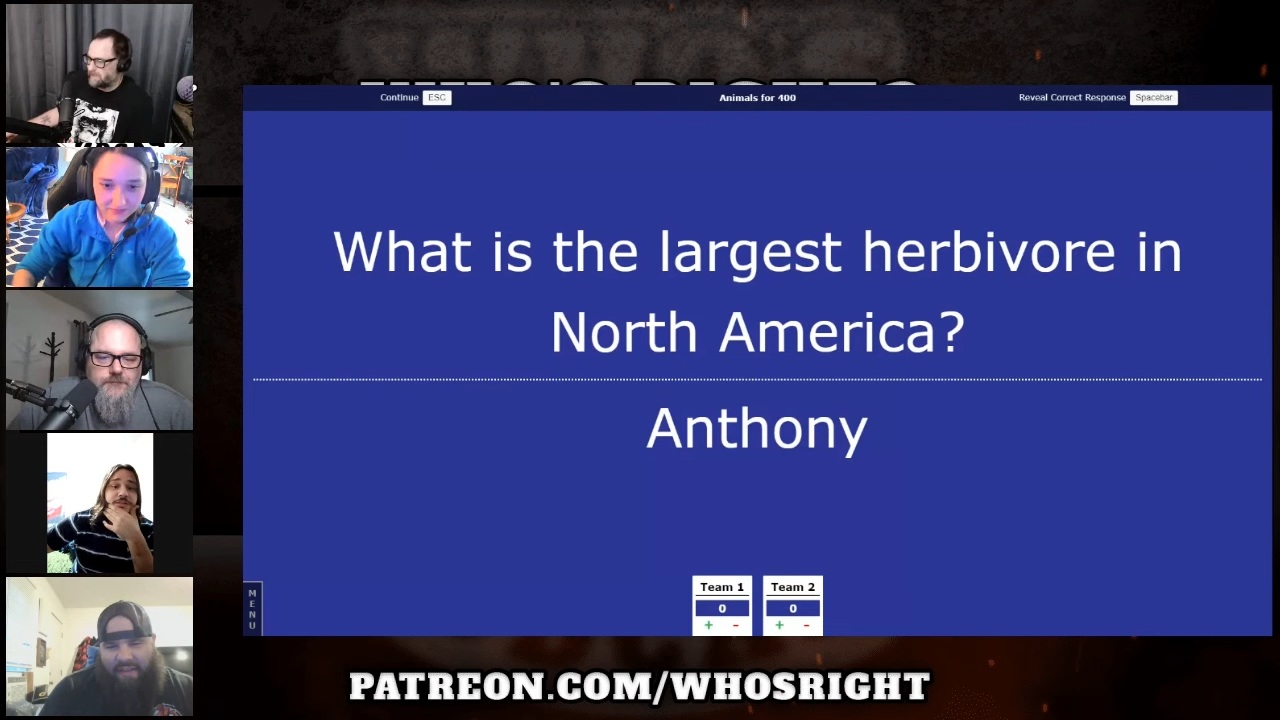 Continue ESC
Animals for 400
Reveal Correct Response Spacebar
What is the largest herbivore in
North America?
Anthony
MENU
Team 1
0
+ -
Team 2
0
+ -
PATREON.COM/WHOSRIGHT